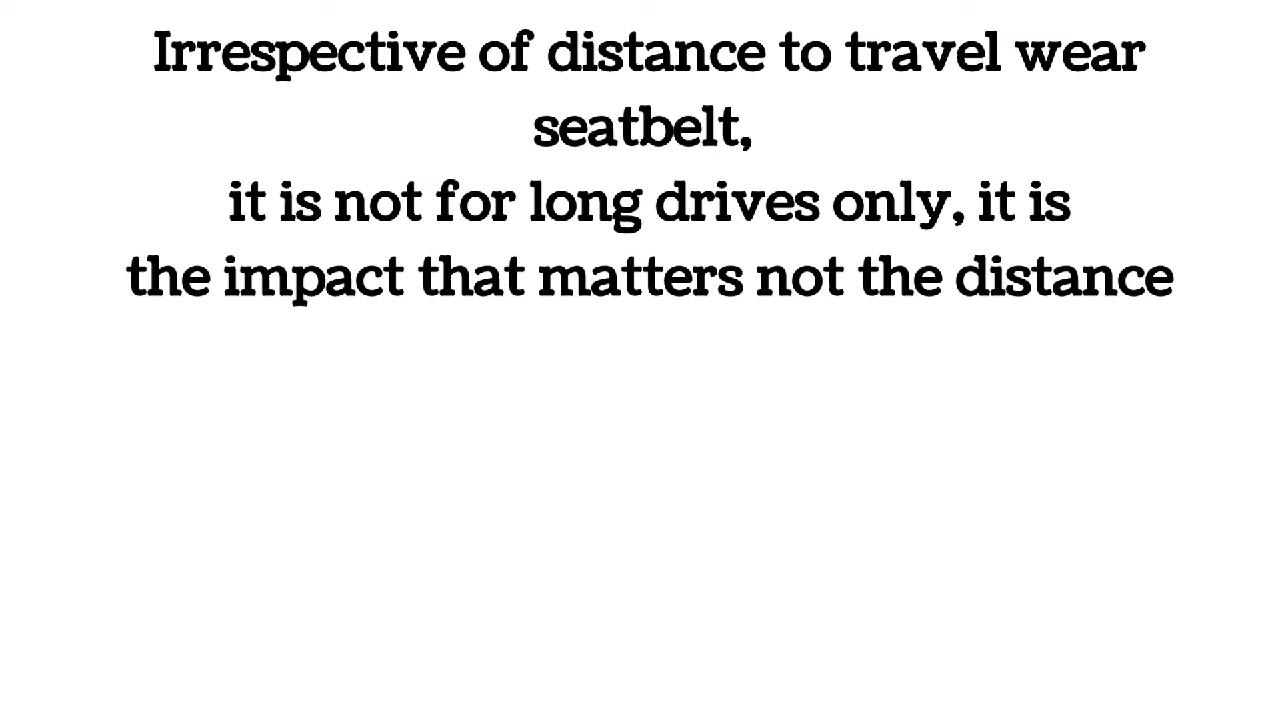 Irrespective of distance to travel wear
seatbelt,
it is not for long drives only, it is
the impact that matters not the distance